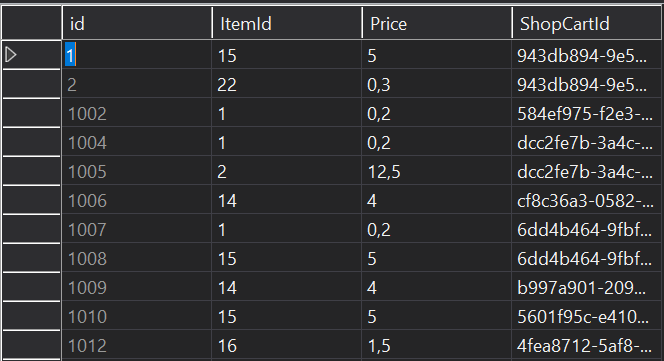 id ItemId Price ShopCartId
1 15 5 943db894-9e5...
2 22 0,3 943db894-9e5...
1002 1 0,2 584ef975-f2e3-...
1004 1 0,2 dcc2fe7b-3a4c-...
1005 2 12,5 dcc2fe7b-3a4c-...
1006 14 4 cf8c36a3-0582-...
1007 1 0,2 6dd4b464-9fbf...
1008 15 5 6dd4b464-9fbf...
1009 14 4 b997a901-209...
1010 15 5 5601f95c-e410...
1012 16 1,5 4fea8712-5af8-...